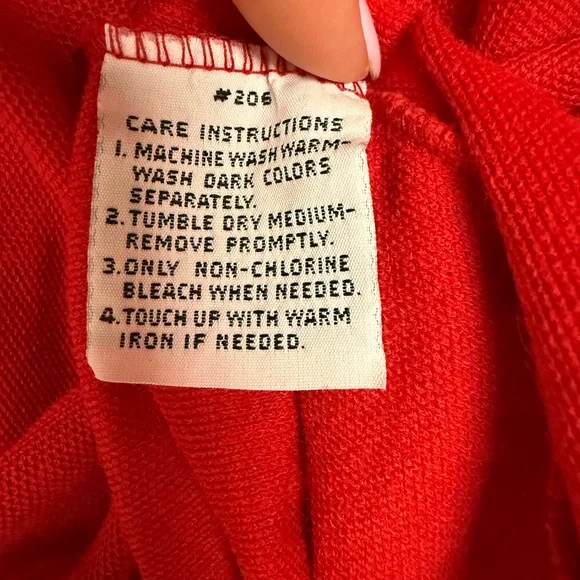 #206
CARE INSTRUCTIONS
1. MACHINE WASH WARM-
WASH DARK COLORS
SEPARATELY.
2. TUMBLE DRY MEDIUM-
REMOVE PROMPTLY.
3. ONLY NON-CHLORINE
BLEACH WHEN NEEDED.
4. TOUCH UP WITH WARM
IRON IF NEEDED.